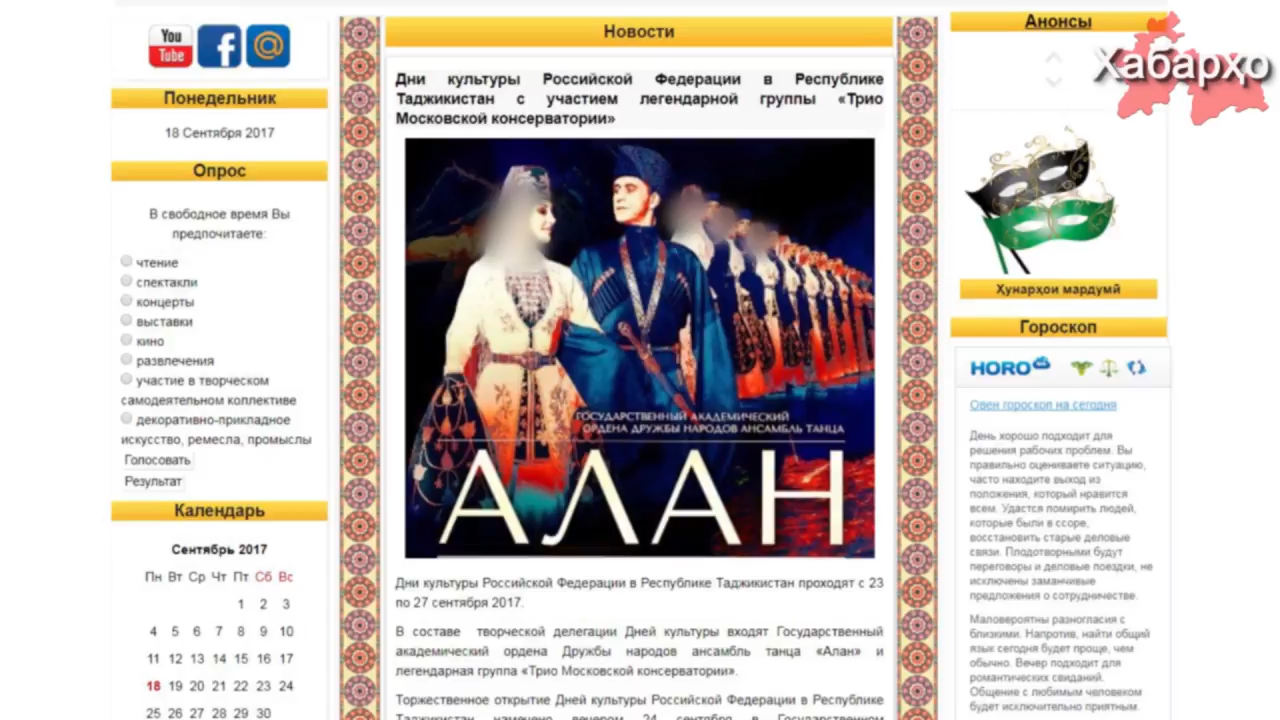 You
Tube
Понедельник
18 Сентября 2017
Опрос
В свободное время Вы
предпочитаете:
чтение
спектакли
концерты
выставки
кино
развлечения
участие в творческом
самодеятельном коллективе
декоративно-прикладное
искусство, ремесла, промыслы
Голосовать
Результат
Календарь
Сентябрь 2017
Пн Вт Ср Чт Пт Сб Вс
1 2 3
4 5 6 7 8 9 10
11 12 13 14 15 16 17
18 19 20 21 22 23 24
25 26 27 28 29 30
Новости
Дни культуры Российской Федерации в Республике
Таджикистан с участием легендарной группы «Трио
Московской консерватории»
ГОСУДАРСТВЕННЫЙ АКАДЕМИЧЕСКИЙ
ОРДЕНА ДРУЖБЫ НАРОДОВ АНСАМБЛЬ ТАНЦА
АЛАН
Дни культуры Российской Федерации в Республике Таджикистан проходят с 23
по 27 сентября 2017.
В составе творческой делегации Дней культуры входят Государственный
академический ордена Дружбы народов ансамбль танца «Алан» и
легендарная группа «Трио Московской консерватории».
Торжественное открытие Дней культуры Российской Федерации в Республике
Таджикистан намечено вечером 24 сентября в Государственном
Анонсы
Хабарҳо
Ҳунарҳои мардумӣ
Гороскоп
HORO
Овен гороскоп на сегодня
День хорошо подходит для
решения рабочих проблем. Вы
правильно оцениваете ситуацию,
часто находите выход из
положения, который нравится
всем. Удастся помирить людей,
которые были в ссоре,
восстановить старые деловые
связи. Плодотворными будут
переговоры и деловые поездки, не
исключены заманчивые
предложения о сотрудничестве.
Маловероятны разногласия с
близкими. Напротив, найти общий
язык сегодня будет проще, чем
обычно. Вечер подходит для
романтических свиданий.
Общение с любимым человеком
будет исключительно приятным.